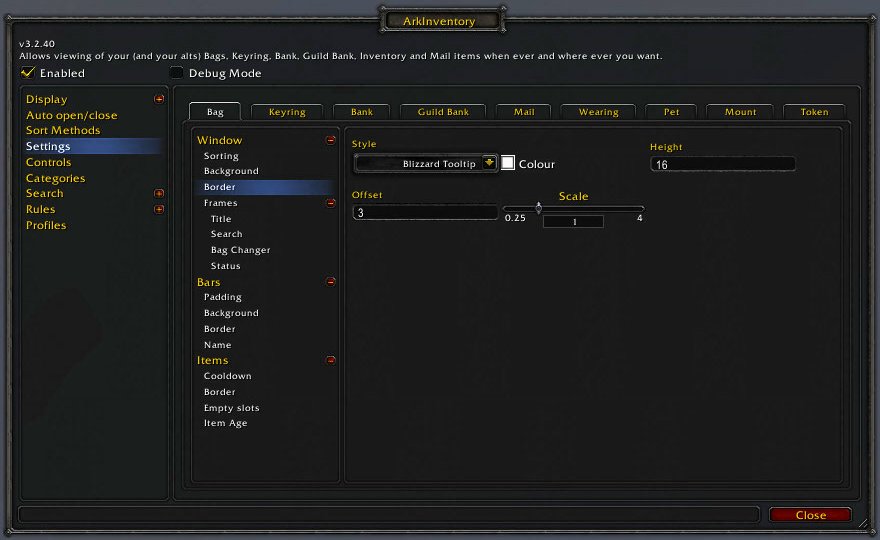 ArkInventory
v3.2.40
Allows viewing of your (and your alts) Bags, Keyring, Bank, Guild Bank, Inventory and Mail items when ever and where ever you want.
Enabled
Debug Mode
Display
Auto open/close
Sort Methods
Settings
Controls
Categories
Search
Rules
Profiles
Bag
Keyring
Bank
Guild Bank
Mail
Wearing
Pet
Mount
Token
Window
Sorting
Background
Border
Frames
Title
Search
Bag Changer
Status
Bars
Padding
Background
Border
Name
Items
Cooldown
Border
Empty slots
Item Age
Style
Blizzard Tooltip
Colour
Height
16
Offset
3
Scale
0.25
4
1
Close